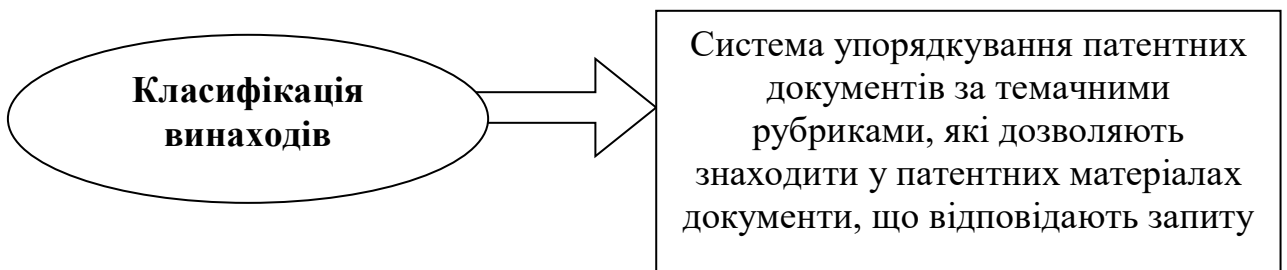 Класифікація
винаходів
Система упорядкування патентних
документів за темачними
рубриками, які дозволяють
знаходити у патентних матеріалах
документи, що відповідають запиту